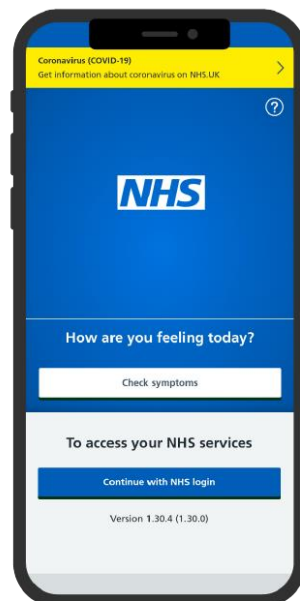 Coronavirus (COVID-19)
Get information about coronavirus on NHS.UK
NHS
How are you feeling today?
Check symptoms
To access your NHS services
Continue with NHS login
Version 1.30.4 (1.30.0)